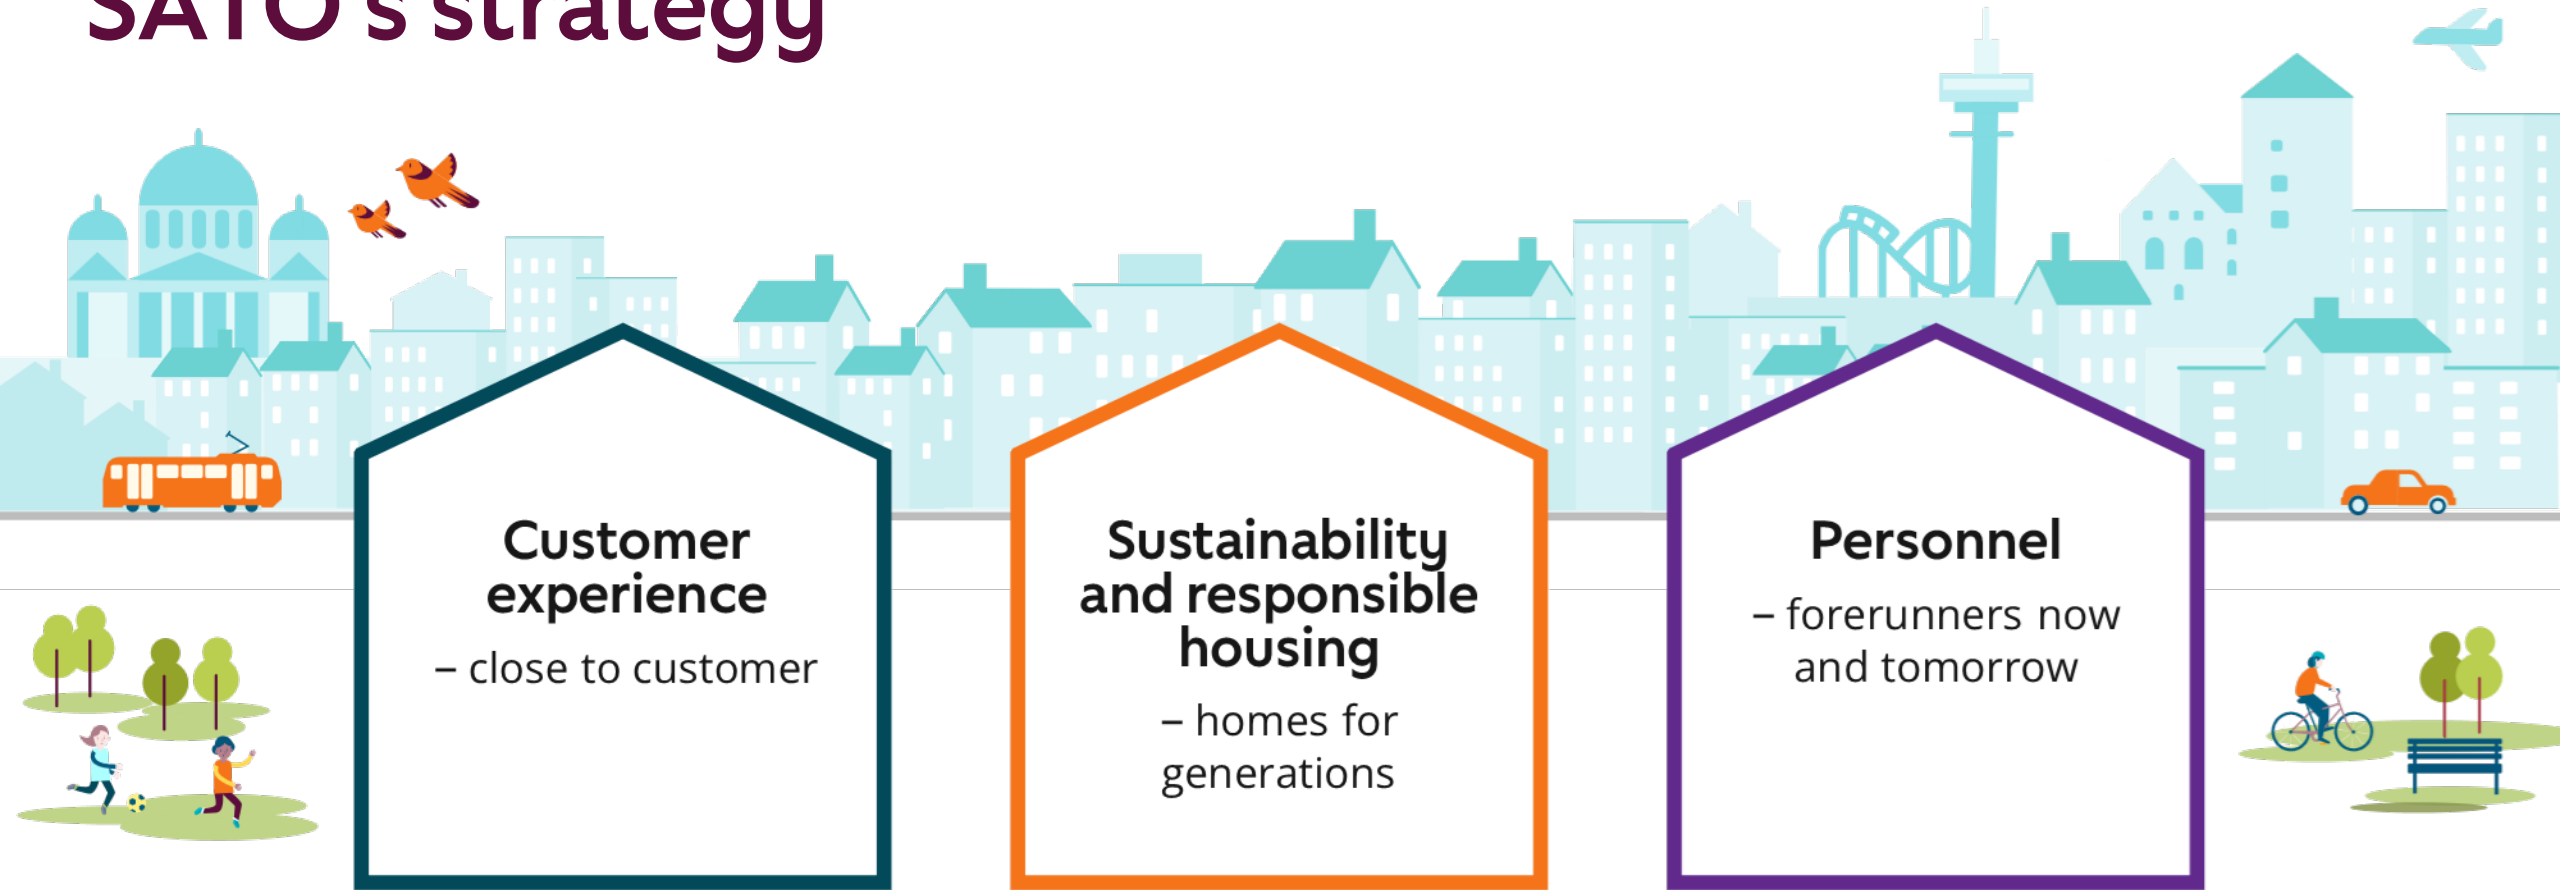 SATO's strategy
Customer
experience
– close to customer
Sustainability
and responsible
housing
– homes for
generations
Personnel
– forerunners now
and tomorrow